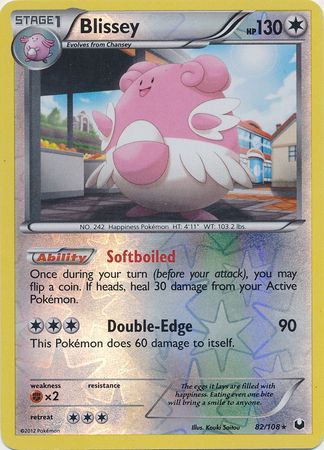 STAGE1
Blissey
HP130
Evolves from Chansey
NO. 242 Happiness Pokémon HT: 4'11" WT: 103.2 lbs.
Ability Softboiled
Once during your turn (before your attack), you may
flip a coin. If heads, heal 30 damage from your Active
Pokémon.
Double-Edge 90
This Pokémon does 60 damage to itself.
weakness resistance
×2
The eggs it lays are filled with
happiness. Eating even one bite
will bring a smile to anyone.
retreat
©2012 Pokémon
Illus. Kouki Saitou
82/108★